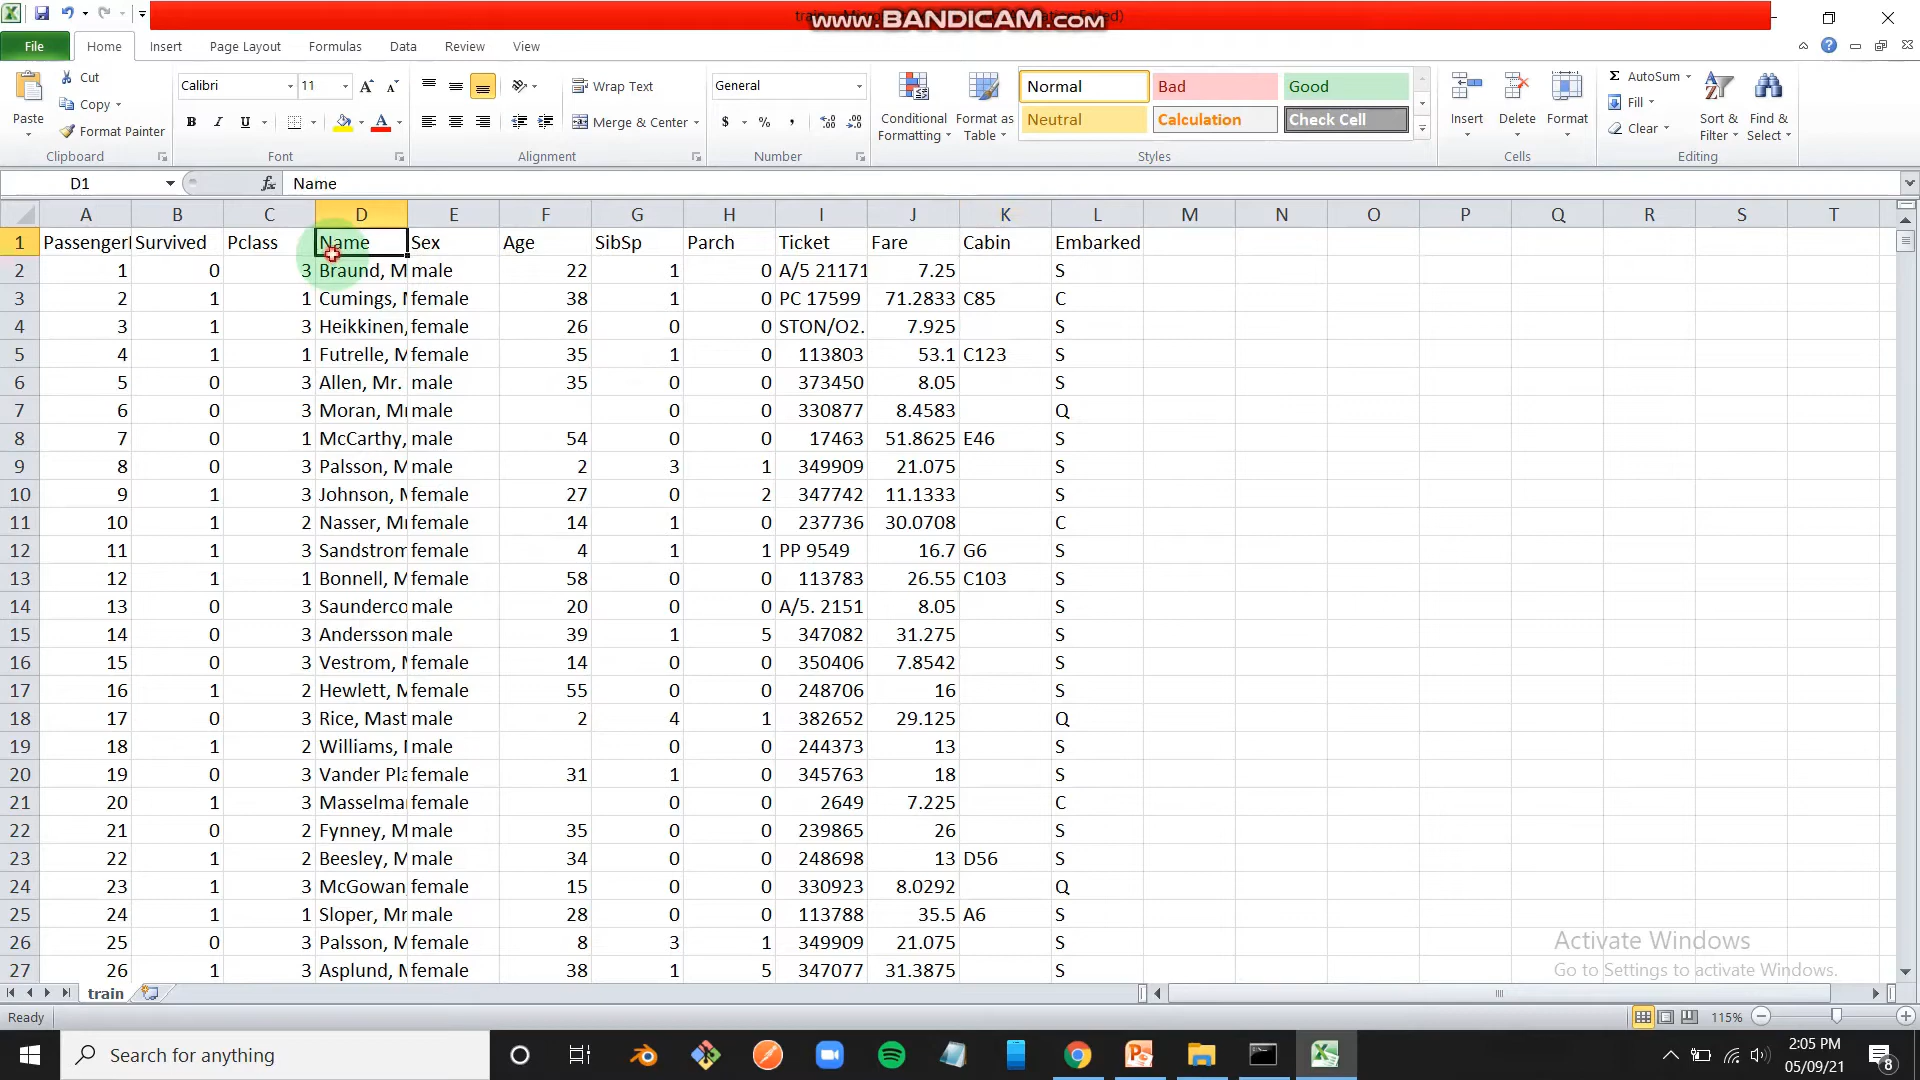 www.BANDICAM.com
File Home Insert Page Layout Formulas Data Review View
Paste Cut Copy Format Painter Clipboard
Calibri 11 A A B I U A Font
Wrap Text Merge & Center Alignment
General $ % , Number
Conditional Formatting Format as Table
Normal Bad Good
Neutral Calculation Check Cell
Styles
Insert Delete Format Cells
Σ AutoSum Fill Clear Sort & Filter Find & Select Editing
D1 fx Name
A B C D E F G H I J K L M N O P Q R S T
1 Passenger Survived Pclass Name Sex Age SibSp Parch Ticket Fare Cabin Embarked
2 1 0 3 Braund, M male 22 1 0 A/5 21171 7.25 S
3 2 1 1 Cumings, female 38 1 0 PC 17599 71.2833 C85 C
4 3 1 3 Heikkinen, female 26 0 0 STON/O2. 7.925 S
5 4 1 1 Futrelle, M female 35 1 0 113803 53.1 C123 S
6 5 0 3 Allen, Mr. male 35 0 0 373450 8.05 S
7 6 0 3 Moran, M male 0 0 330877 8.4583 Q
8 7 0 1 McCarthy, male 54 0 0 17463 51.8625 E46 S
9 8 0 3 Palsson, M male 2 3 1 349909 21.075 S
10 9 1 3 Johnson, female 27 0 2 347742 11.1333 S
11 10 1 2 Nasser, M female 14 1 0 237736 30.0708 C
12 11 1 3 Sandstrom female 4 1 1 PP 9549 16.7 G6 S
13 12 1 1 Bonnell, M female 58 0 0 113783 26.55 C103 S
14 13 0 3 Saunderco male 20 0 0 A/5. 2151 8.05 S
15 14 0 3 Andersson male 39 1 5 347082 31.275 S
16 15 0 3 Vestrom, female 14 0 0 350406 7.8542 S
17 16 1 2 Hewlett, M female 55 0 0 248706 16 S
18 17 0 3 Rice, Mast male 2 4 1 382652 29.125 Q
19 18 1 2 Williams, male 0 0 244373 13 S
20 19 0 3 Vander Pla female 31 1 0 345763 18 S
21 20 1 3 Masselma female 0 0 2649 7.225 C
22 21 0 2 Fynney, M male 35 0 0 239865 26 S
23 22 1 2 Beesley, M male 34 0 0 248698 13 D56 S
24 23 1 3 McGowan female 15 0 0 330923 8.0292 Q
25 24 1 1 Sloper, Mr male 28 0 0 113788 35.5 A6 S
26 25 0 3 Palsson, M female 8 3 1 349909 21.075 S
27 26 1 3 Asplund, M female 38 1 5 347077 31.3875 S
Activate Windows
Go to Settings to activate Windows.
train
Ready 115%
Search for anything
2:05 PM
05/09/21
8